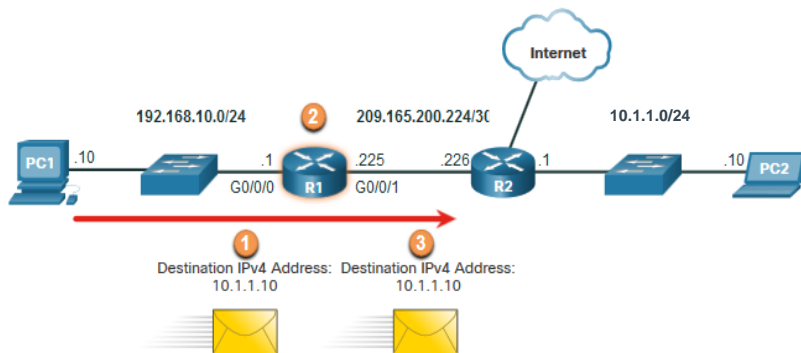 Internet
192.168.10.0/24
2
209.165.200.224/30
10.1.1.0/24
PC1
.10
.1
R1
.225
.226
R2
.1
.10
PC2
G0/0/0
G0/0/1
1
3
Destination IPv4 Address:
10.1.1.10
Destination IPv4 Address:
10.1.1.10